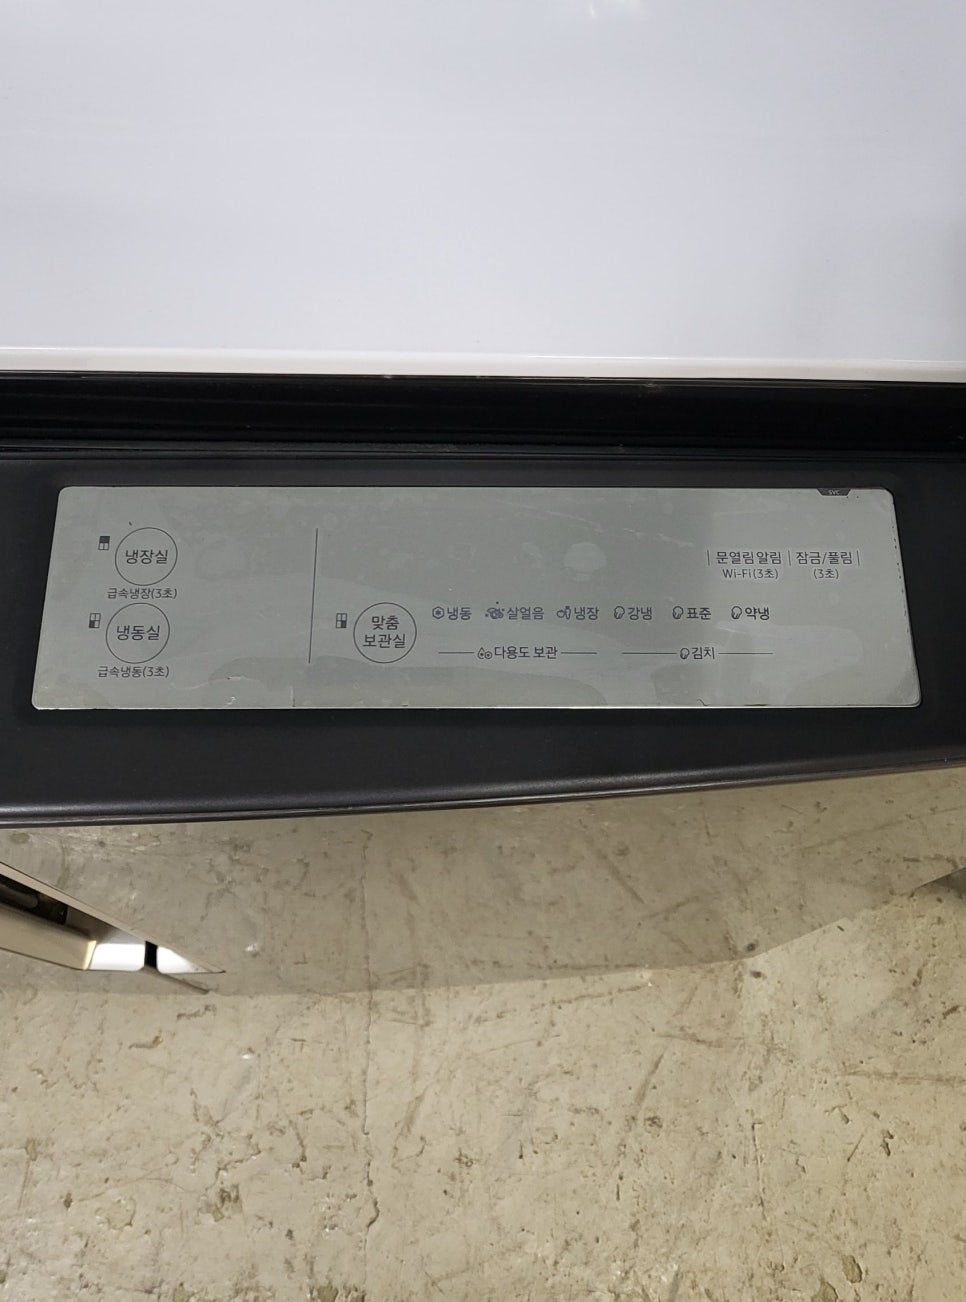 SVC
냉장실
급속냉장(3초)
냉동실
급속냉동(3초)
맞춤
보관실
냉동 살얼음 냉장 강냉 표준 약냉
다용도 보관 김치
문열림알림 잠금/풀림
Wi-Fi(3초) (3초)